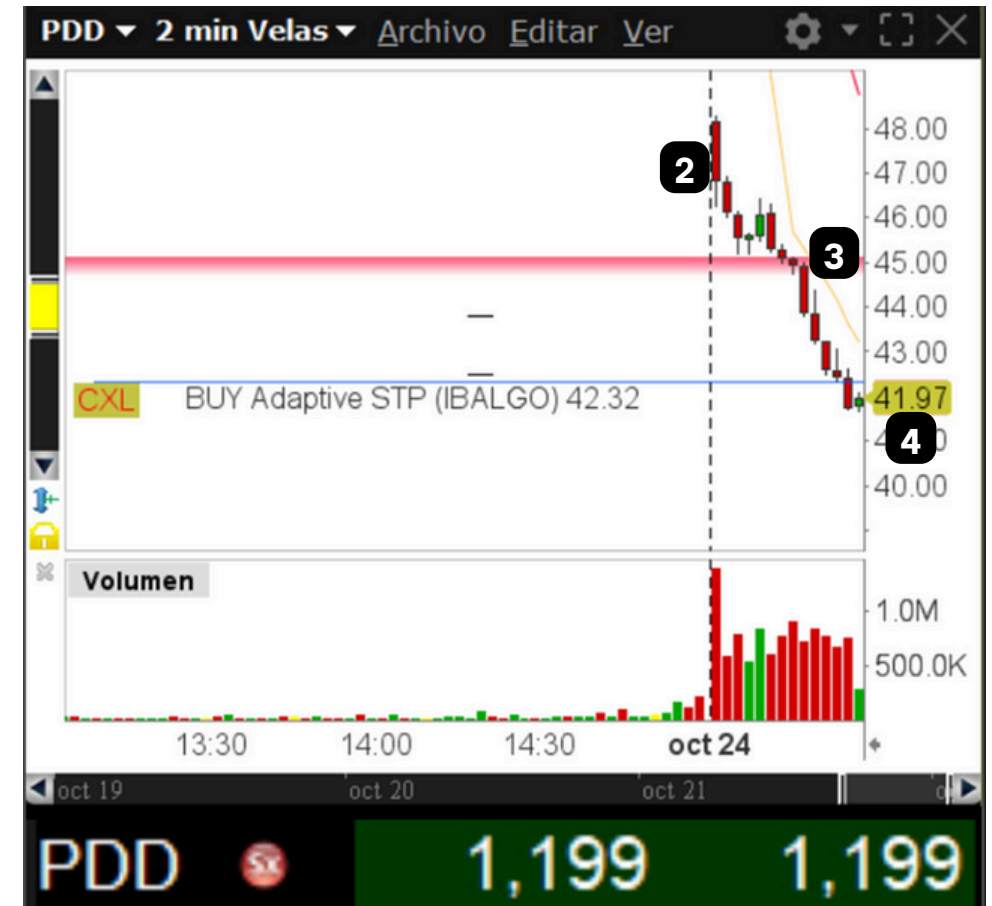 PDD 2 min Velas Archivo Editar Ver
48.00
2
47.00
46.00
3
45.00
44.00
43.00
CXL BUY Adaptive STP (IBALGO) 42.32
41.97
4
40.00
Volumen
1.0M
500.0K
13:30 14:00 14:30 oct 24
oct 19 oct 20 oct 21
PDD Sx 1,199 1,199